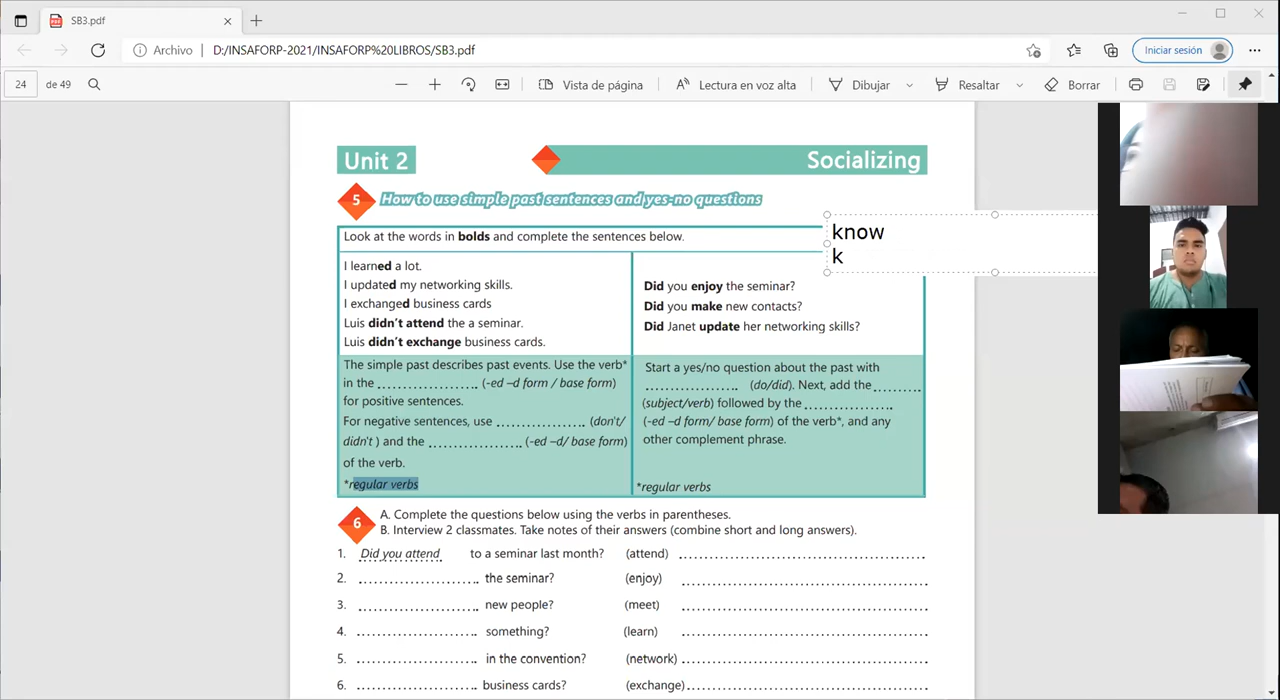 SB3.pdf
Archivo D:/INSAFORP-2021/INSAFORP%20LIBROS/SB3.pdf Iniciar sesión
24 de 49 Vista de página Lectura en voz alta Dibujar Resaltar Borrar
Unit 2 Socializing
5 How to use simple past sentences and yes-no questions
know
k
Look at the words in bolds and complete the sentences below.
I learned a lot.
I updated my networking skills.
I exchanged business cards
Luis didn't attend the a seminar.
Luis didn't exchange business cards.
Did you enjoy the seminar?
Did you make new contacts?
Did Janet update her networking skills?
The simple past describes past events. Use the verb*
in the .................... (-ed –d form / base form)
for positive sentences.
For negative sentences, use .................... (don't/
didn't ) and the .................... (-ed –d/ base form)
of the verb.
*regular verbs
Start a yes/no question about the past with
.................... (do/did). Next, add the ..........
(subject/verb) followed by the ....................
(-ed –d form/ base form) of the verb*, and any
other complement phrase.
*regular verbs
6 A. Complete the questions below using the verbs in parentheses.
B. Interview 2 classmates. Take notes of their answers (combine short and long answers).
1. Did you attend to a seminar last month? (attend) ..............................
2. .............................. the seminar? (enjoy) ..............................
3. .............................. new people? (meet) ..............................
4. .............................. something? (learn) ..............................
5. .............................. in the convention? (network) ..............................
6. .............................. business cards? (exchange) ..............................